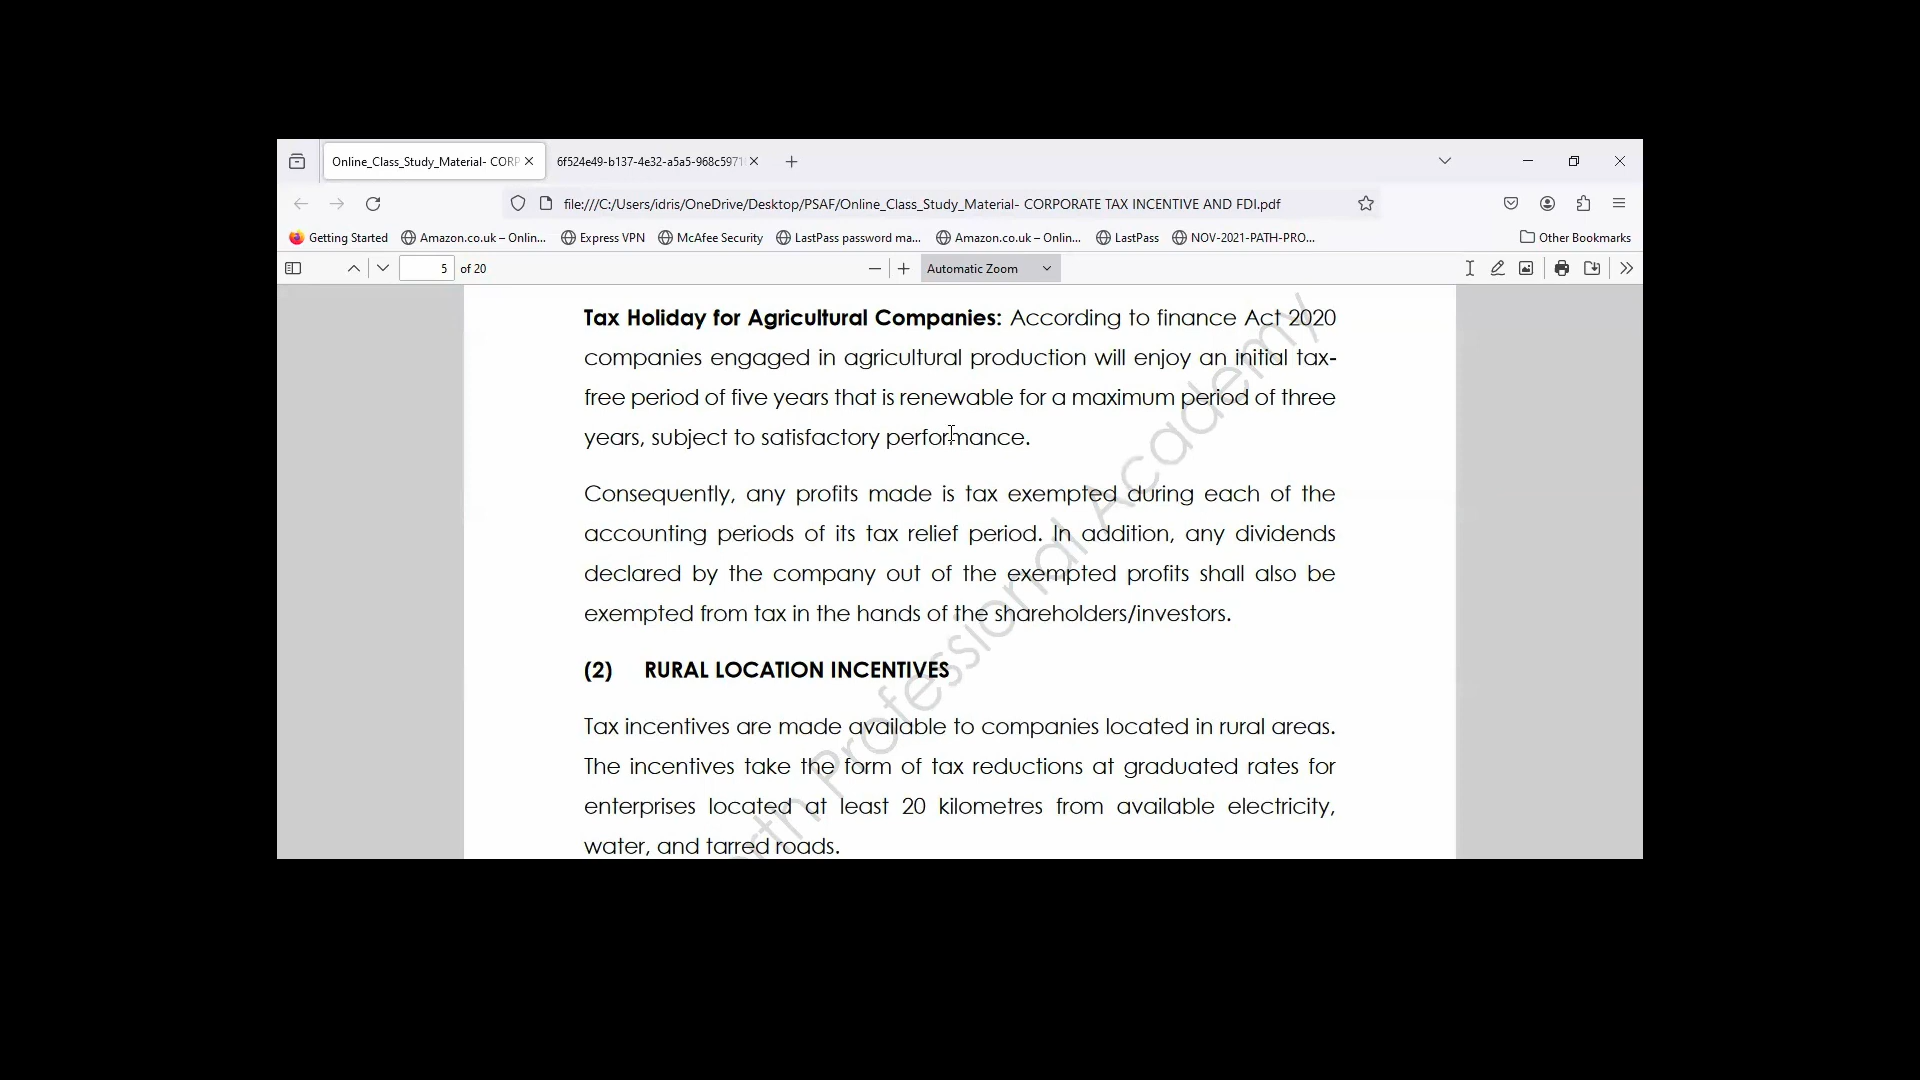 Online_Class_Study_Material- CORP
6f524e49-b137-4e32-a5a5-968c5971
file:///C:/Users/idris/OneDrive/Desktop/PSAF/Online_Class_Study_Material- CORPORATE TAX INCENTIVE AND FDI.pdf
Getting Started Amazon.co.uk – Onlin... Express VPN McAfee Security LastPass password ma... Amazon.co.uk – Onlin... LastPass NOV-2021-PATH-PRO... Other Bookmarks
5 of 20 Automatic Zoom
Tax Holiday for Agricultural Companies: According to finance Act 2020
companies engaged in agricultural production will enjoy an initial tax-
free period of five years that is renewable for a maximum period of three
years, subject to satisfactory performance.
Consequently, any profits made is tax exempted during each of the
accounting periods of its tax relief period. In addition, any dividends
declared by the company out of the exempted profits shall also be
exempted from tax in the hands of the shareholders/investors.
(2) RURAL LOCATION INCENTIVES
Tax incentives are made available to companies located in rural areas.
The incentives take the form of tax reductions at graduated rates for
enterprises located at least 20 kilometres from available electricity,
water, and tarred roads.
Professional Academy